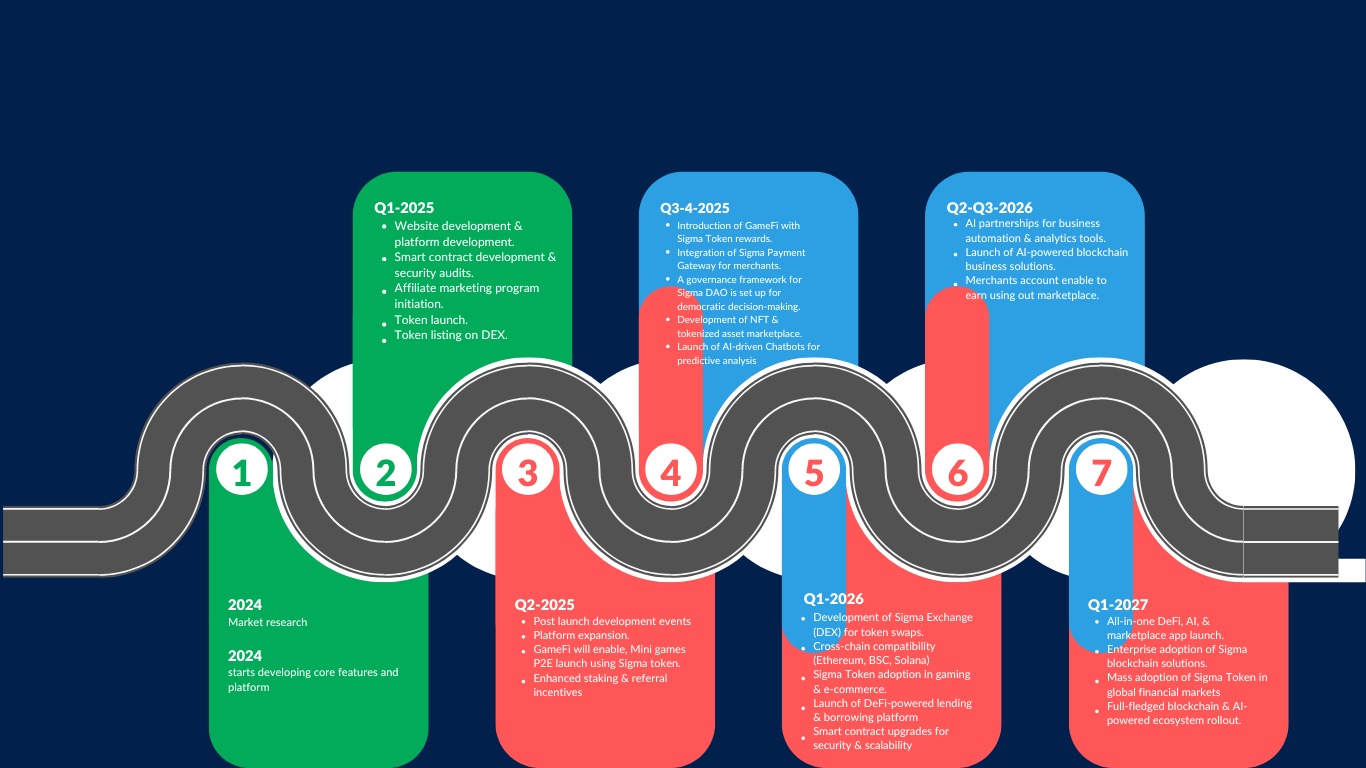 Q1-2025
Website development &
platform development.
Smart contract development &
security audits.
Affiliate marketing program
initiation.
Token launch.
Token listing on DEX.
Q3-4-2025
Introduction of GameFi with
Sigma Token rewards.
Integration of Sigma Payment
Gateway for merchants.
A governance framework for
Sigma DAO is set up for
democratic decision-making.
Development of NFT &
tokenized asset marketplace.
Launch of AI-driven Chatbots for
predictive analysis
Q2-Q3-2026
AI partnerships for business
automation & analytics tools.
Launch of AI-powered blockchain
business solutions.
Merchants account enable to
earn using out marketplace.
1
2
3
4
5
6
7
2024
Market research
2024
starts developing core features and
platform
Q2-2025
Post launch development events
Platform expansion.
GameFi will enable, Mini games
P2E launch using Sigma token.
Enhanced staking & referral
incentives
Q1-2026
Development of Sigma Exchange
(DEX) for token swaps.
Cross-chain compatibility
(Ethereum, BSC, Solana)
Sigma Token adoption in gaming
& e-commerce.
Launch of DeFi-powered lending
& borrowing platform
Smart contract upgrades for
security & scalability
Q1-2027
All-in-one DeFi, AI, &
marketplace app launch.
Enterprise adoption of Sigma
blockchain solutions.
Mass adoption of Sigma Token in
global financial markets
Full-fledged blockchain & AI-
powered ecosystem rollout.